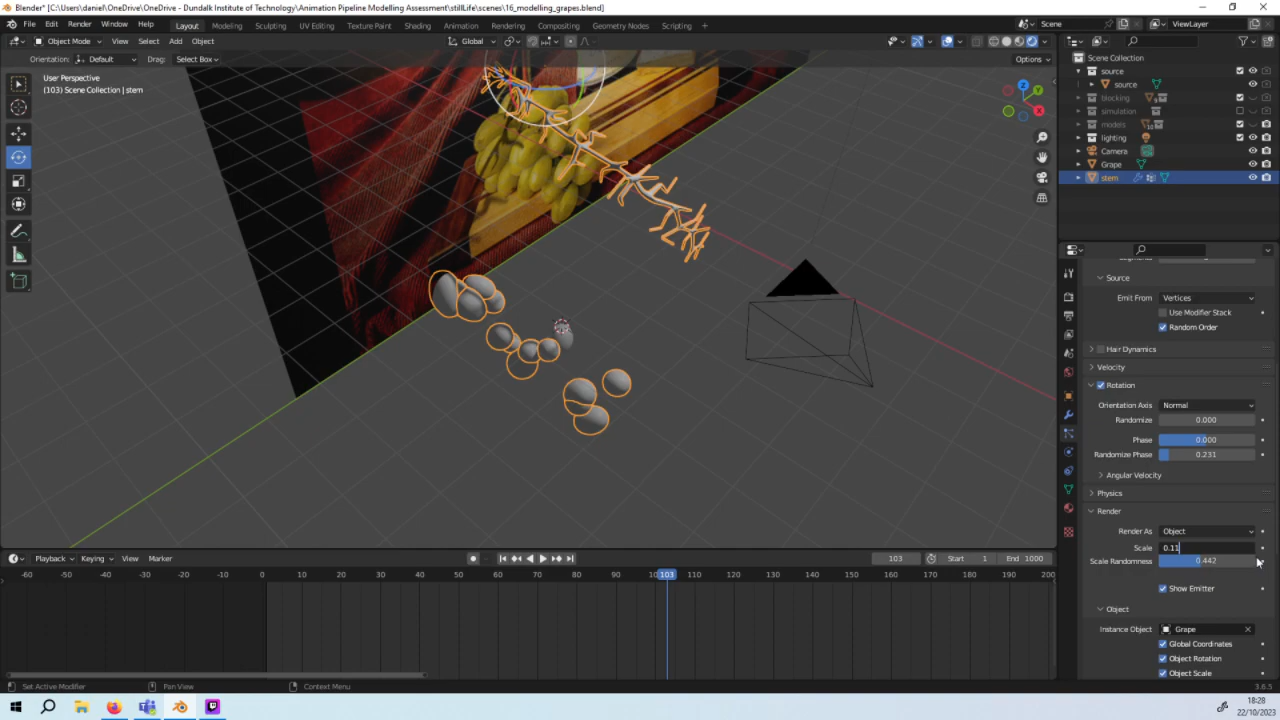 Blender* [C:\Users\daniel\OneDrive\OneDrive - Dundalk Institute of Technology\Animation Pipeline Modelling Assessment\stillLife\scenes\16_modelling_grapes.blend]
File Edit Render Window Help Layout Modeling Sculpting UV Editing Texture Paint Shading Animation Rendering Compositing Geometry Nodes Scripting + Scene ViewLayer
Object Mode View Select Add Object Global
Orientation: Default Drag: Select Box Options
User Perspective
(103) Scene Collection | stem
Z
Y
X
Scene Collection
source
source
blocking
simulation
models
lighting
Camera
Grape
stem
Source
Emit From Vertices
Use Modifier Stack
Random Order
Hair Dynamics
Velocity
Rotation
Orientation Axis Normal
Randomize 0.000
Phase 0.000
Randomize Phase 0.231
Angular Velocity
Physics
Render
Render As Object
Scale 0.11
Scale Randomness 0.442
Show Emitter
Object
Instance Object Grape
Global Coordinates
Object Rotation
Object Scale
Playback Keying View Marker 103 Start 1 End 1000
-60 -50 -40 -30 -20 -10 0 10 20 30 40 50 60 70 80 90 103 110 120 130 140 150 160 170 180 190 200
Set Active Modifier Pan View Context Menu 3.6.5
18:28
22/10/2023